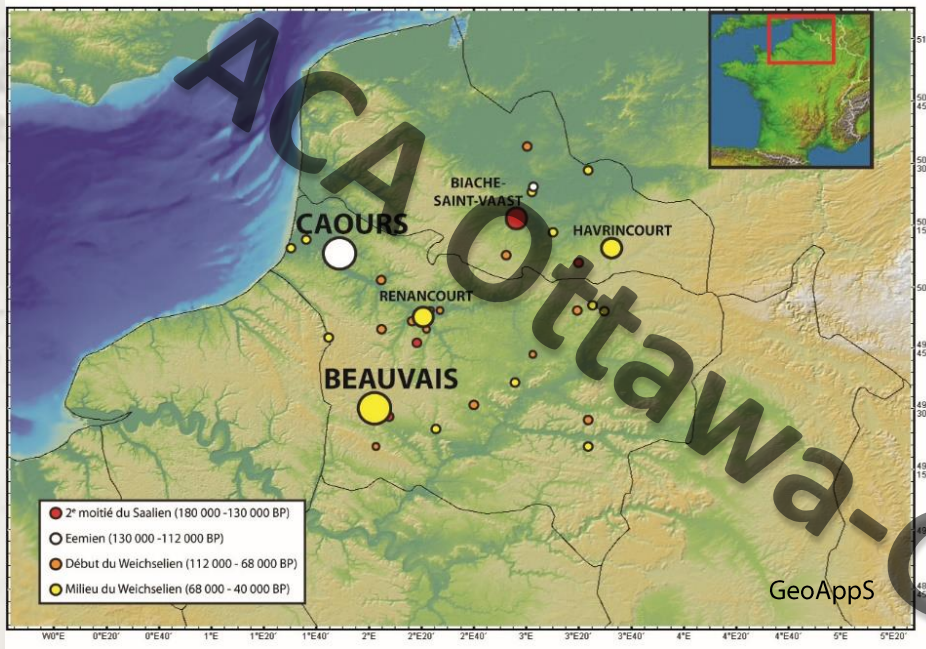 BIACHE-
SAINT-VAAST
CAOURS
HAVRINCOURT
RENANCOURT
BEAUVAIS
2e moitié du Saalien (180 000 -130 000 BP)
Eemien (130 000 -112 000 BP)
Début du Weichselien (112 000 - 68 000 BP)
Milieu du Weichselien (68 000 - 40 000 BP)
GeoAppS
ACA Ottawa-
W0°E 0°E20' 0°E40' 1°E 1°E20' 1°E40' 2°E 2°E20' 2°E40' 3°E 3°E20' 3°E40' 4°E 4°E20' 4°E40' 5°E 5°E20'